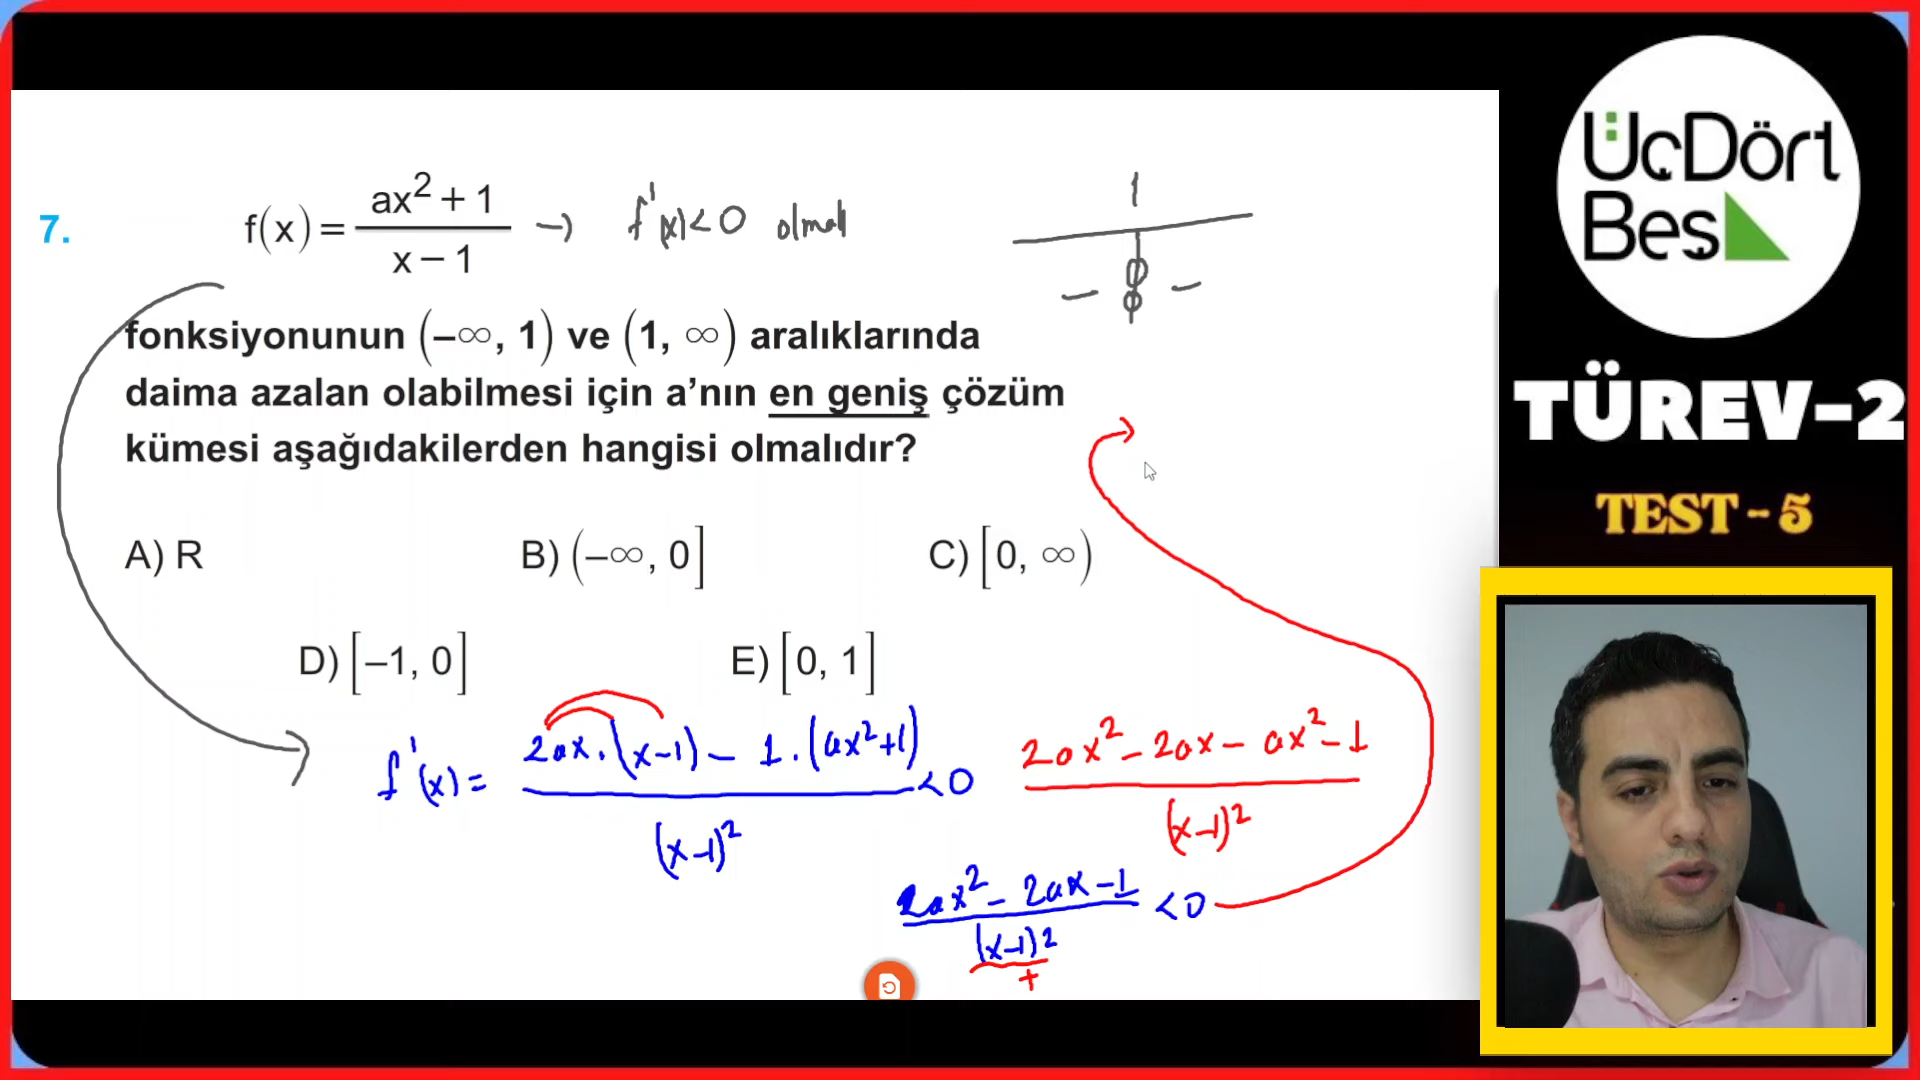 7.
f(x) = ax² + 1 / x − 1 → f'(x) < 0 olmalı
1
− −
fonksiyonunun (−∞, 1) ve (1, ∞) aralıklarında
daima azalan olabilmesi için a’nın en geniş çözüm
kümesi aşağıdakilerden hangisi olmalıdır?
A) R B) (−∞, 0] C) [0, ∞)
D) [−1, 0] E) [0, 1]
f'(x) = 2ax.(x−1) − 1.(ax²+1) / (x−1)² < 0
2ax² − 2ax − ax² − 1 / (x−1)²
ax² − 2ax − 1 / (x−1)² < 0
+
ÜçDört
Beş
TÜREV-2
TEST - 5